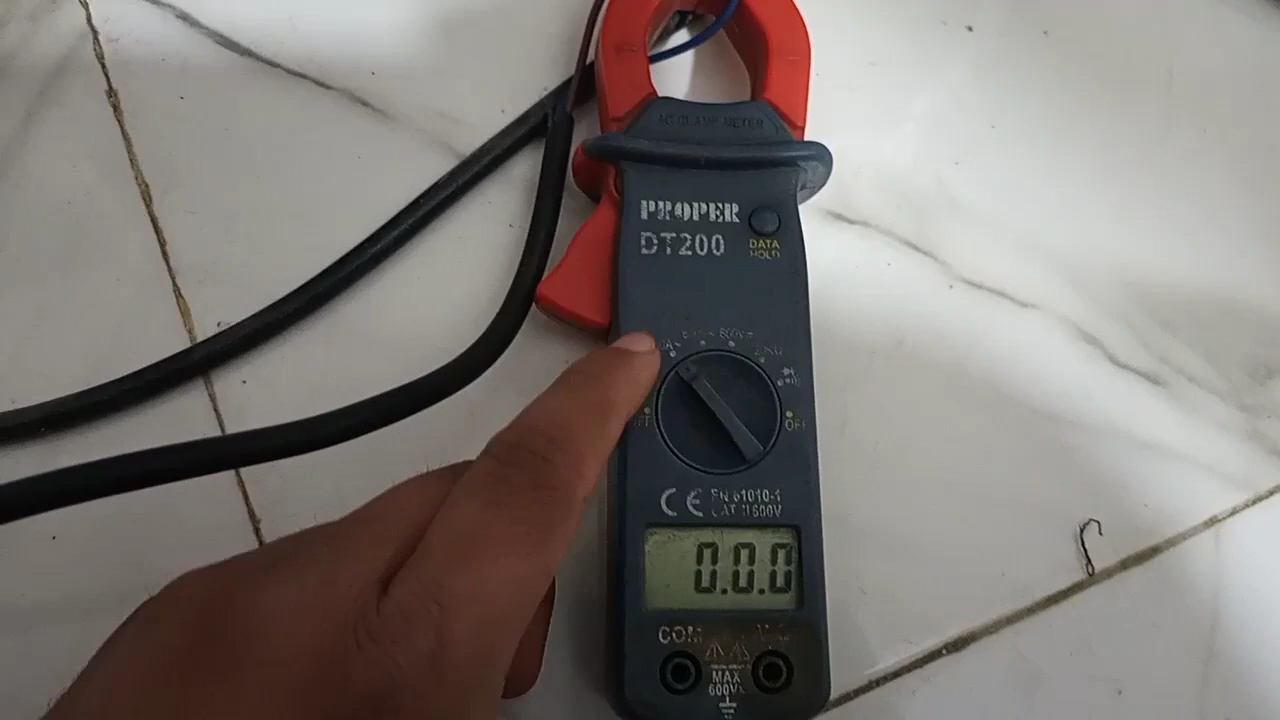 AC CLAMP METER
PROPER
DT200
DATA
HOLD
600V
OFF
CE EN 61010-1
CAT II 600V
0.0.0
COM
MAX
600V